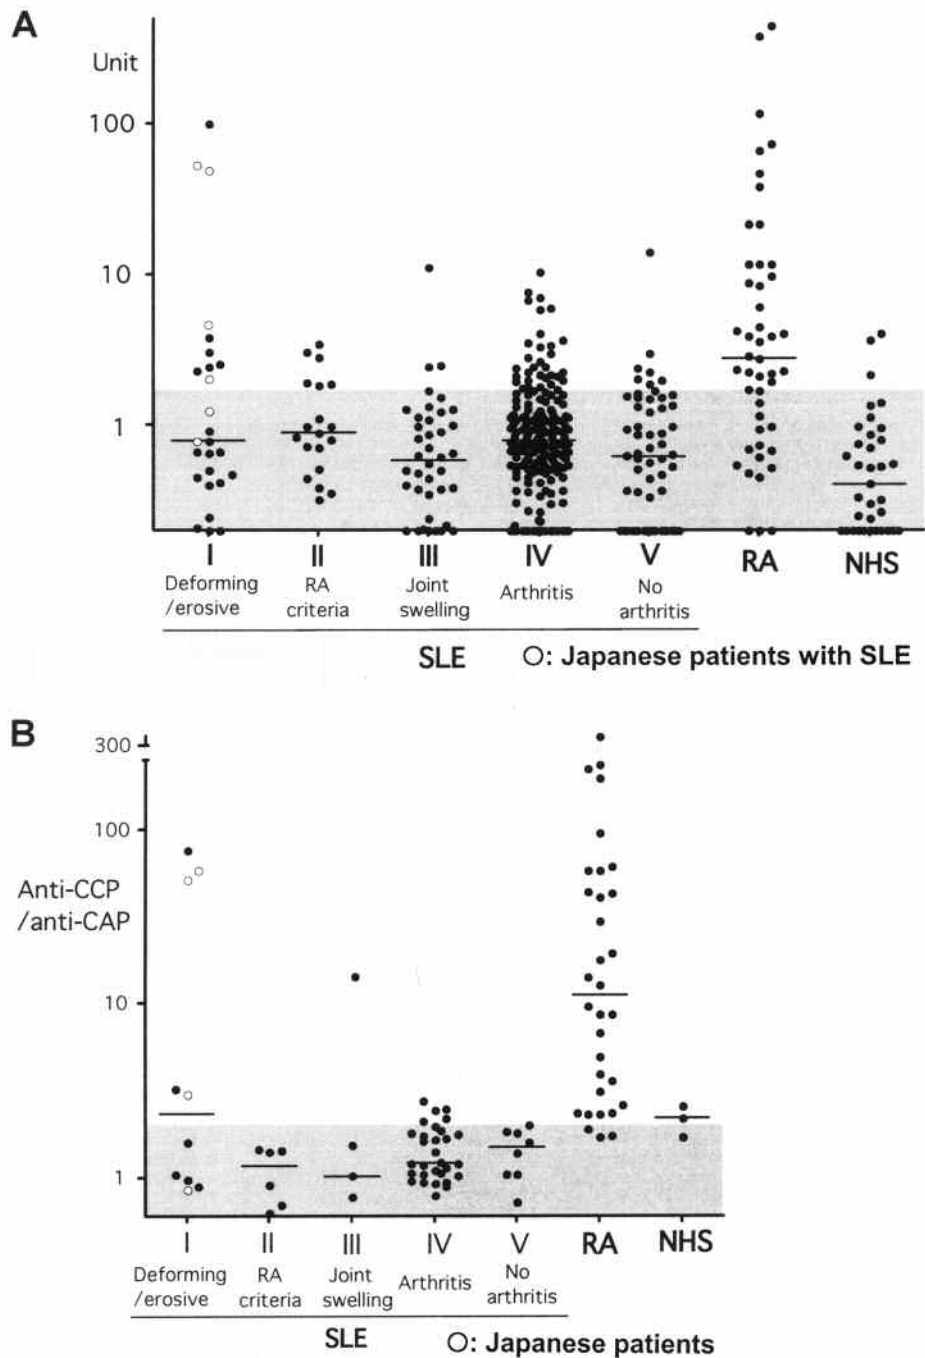 A
Unit
100
10
1
I II III IV V RA NHS
Deforming /erosive
RA criteria
Joint swelling
Arthritis
No arthritis
SLE
O: Japanese patients with SLE
B
300
100
Anti-CCP
/anti-CAP
10
1
I II III IV V RA NHS
Deforming /erosive
RA criteria
Joint swelling
Arthritis
No arthritis
SLE
O: Japanese patients